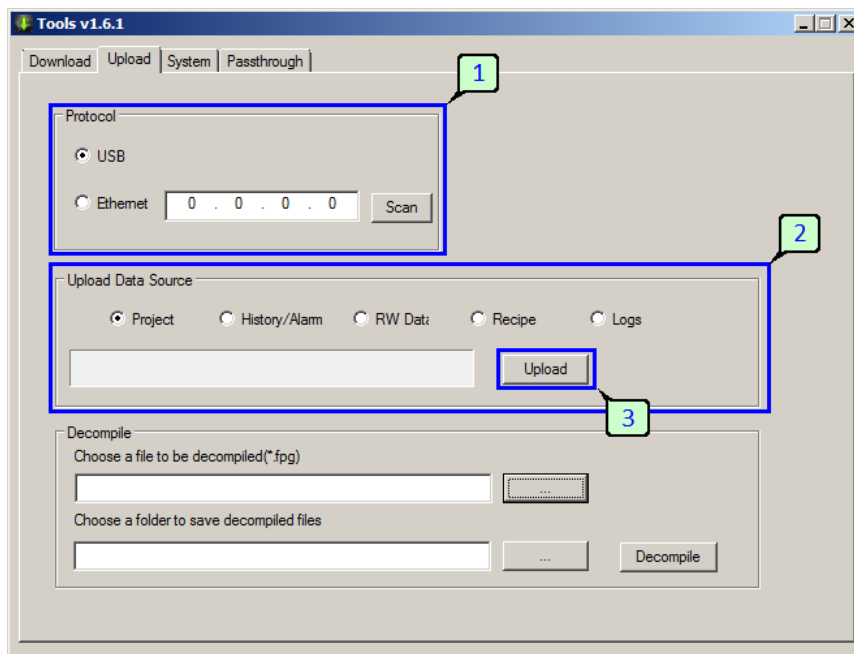 Tools v1.6.1
Download Upload System Passthrough
1
Protocol
USB
Ethernet 0 . 0 . 0 . 0 Scan
2
Upload Data Source
Project History/Alarm RW Data Recipe Logs
Upload
3
Decompile
Choose a file to be decompiled(*.fpg)
...
Choose a folder to save decompiled files
... Decompile